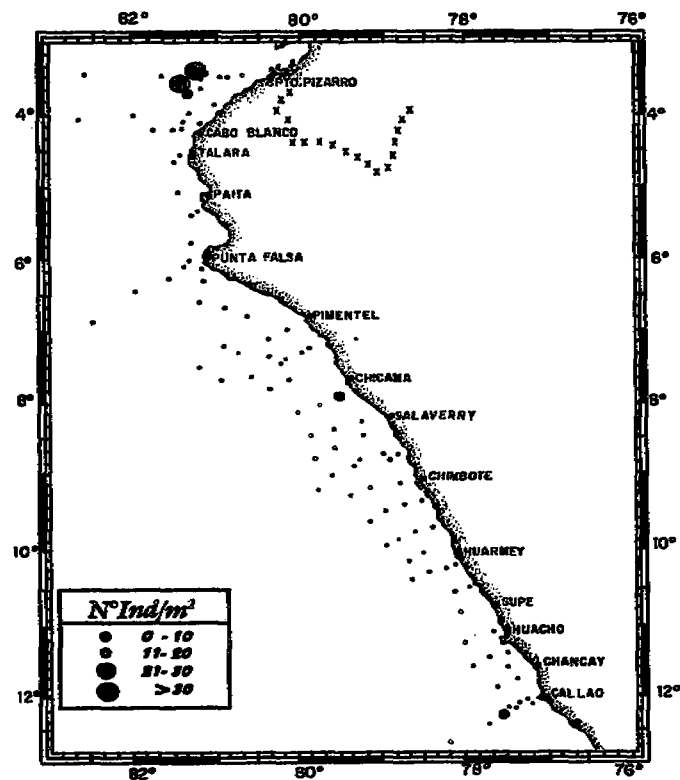 82° 80° 78° 76°
PTO.PIZARRO
4° 4°
CABO BLANCO
TALARA
PAITA
6° PUNTA FALSA 6°
PIMENTEL
CHICAMA
8° 8°
SALAVERRY
CHIMBOTE
10° HUARMEY 10°
SUPE
HUACHO
CHANCAY
12° CALLAO 12°
N°Ind/m²
0 - 10
11- 20
21- 30
>30
82° 80° 78° 76°